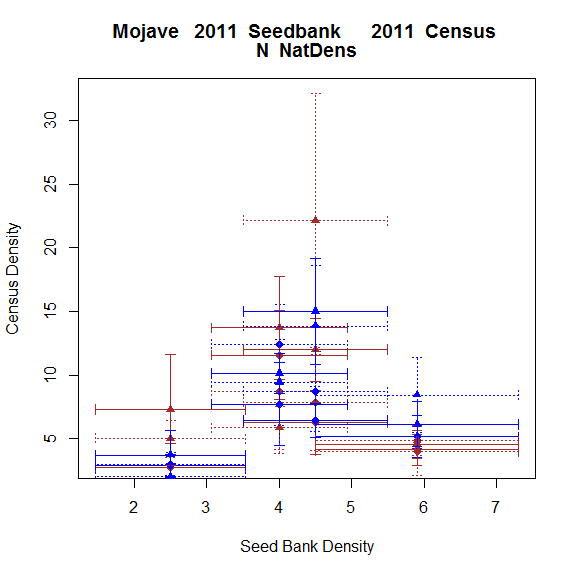 Mojave 2011 Seedbank 2011 Census
N NatDens
30
25
20
15
10
5
Census Density
2 3 4 5 6 7
Seed Bank Density